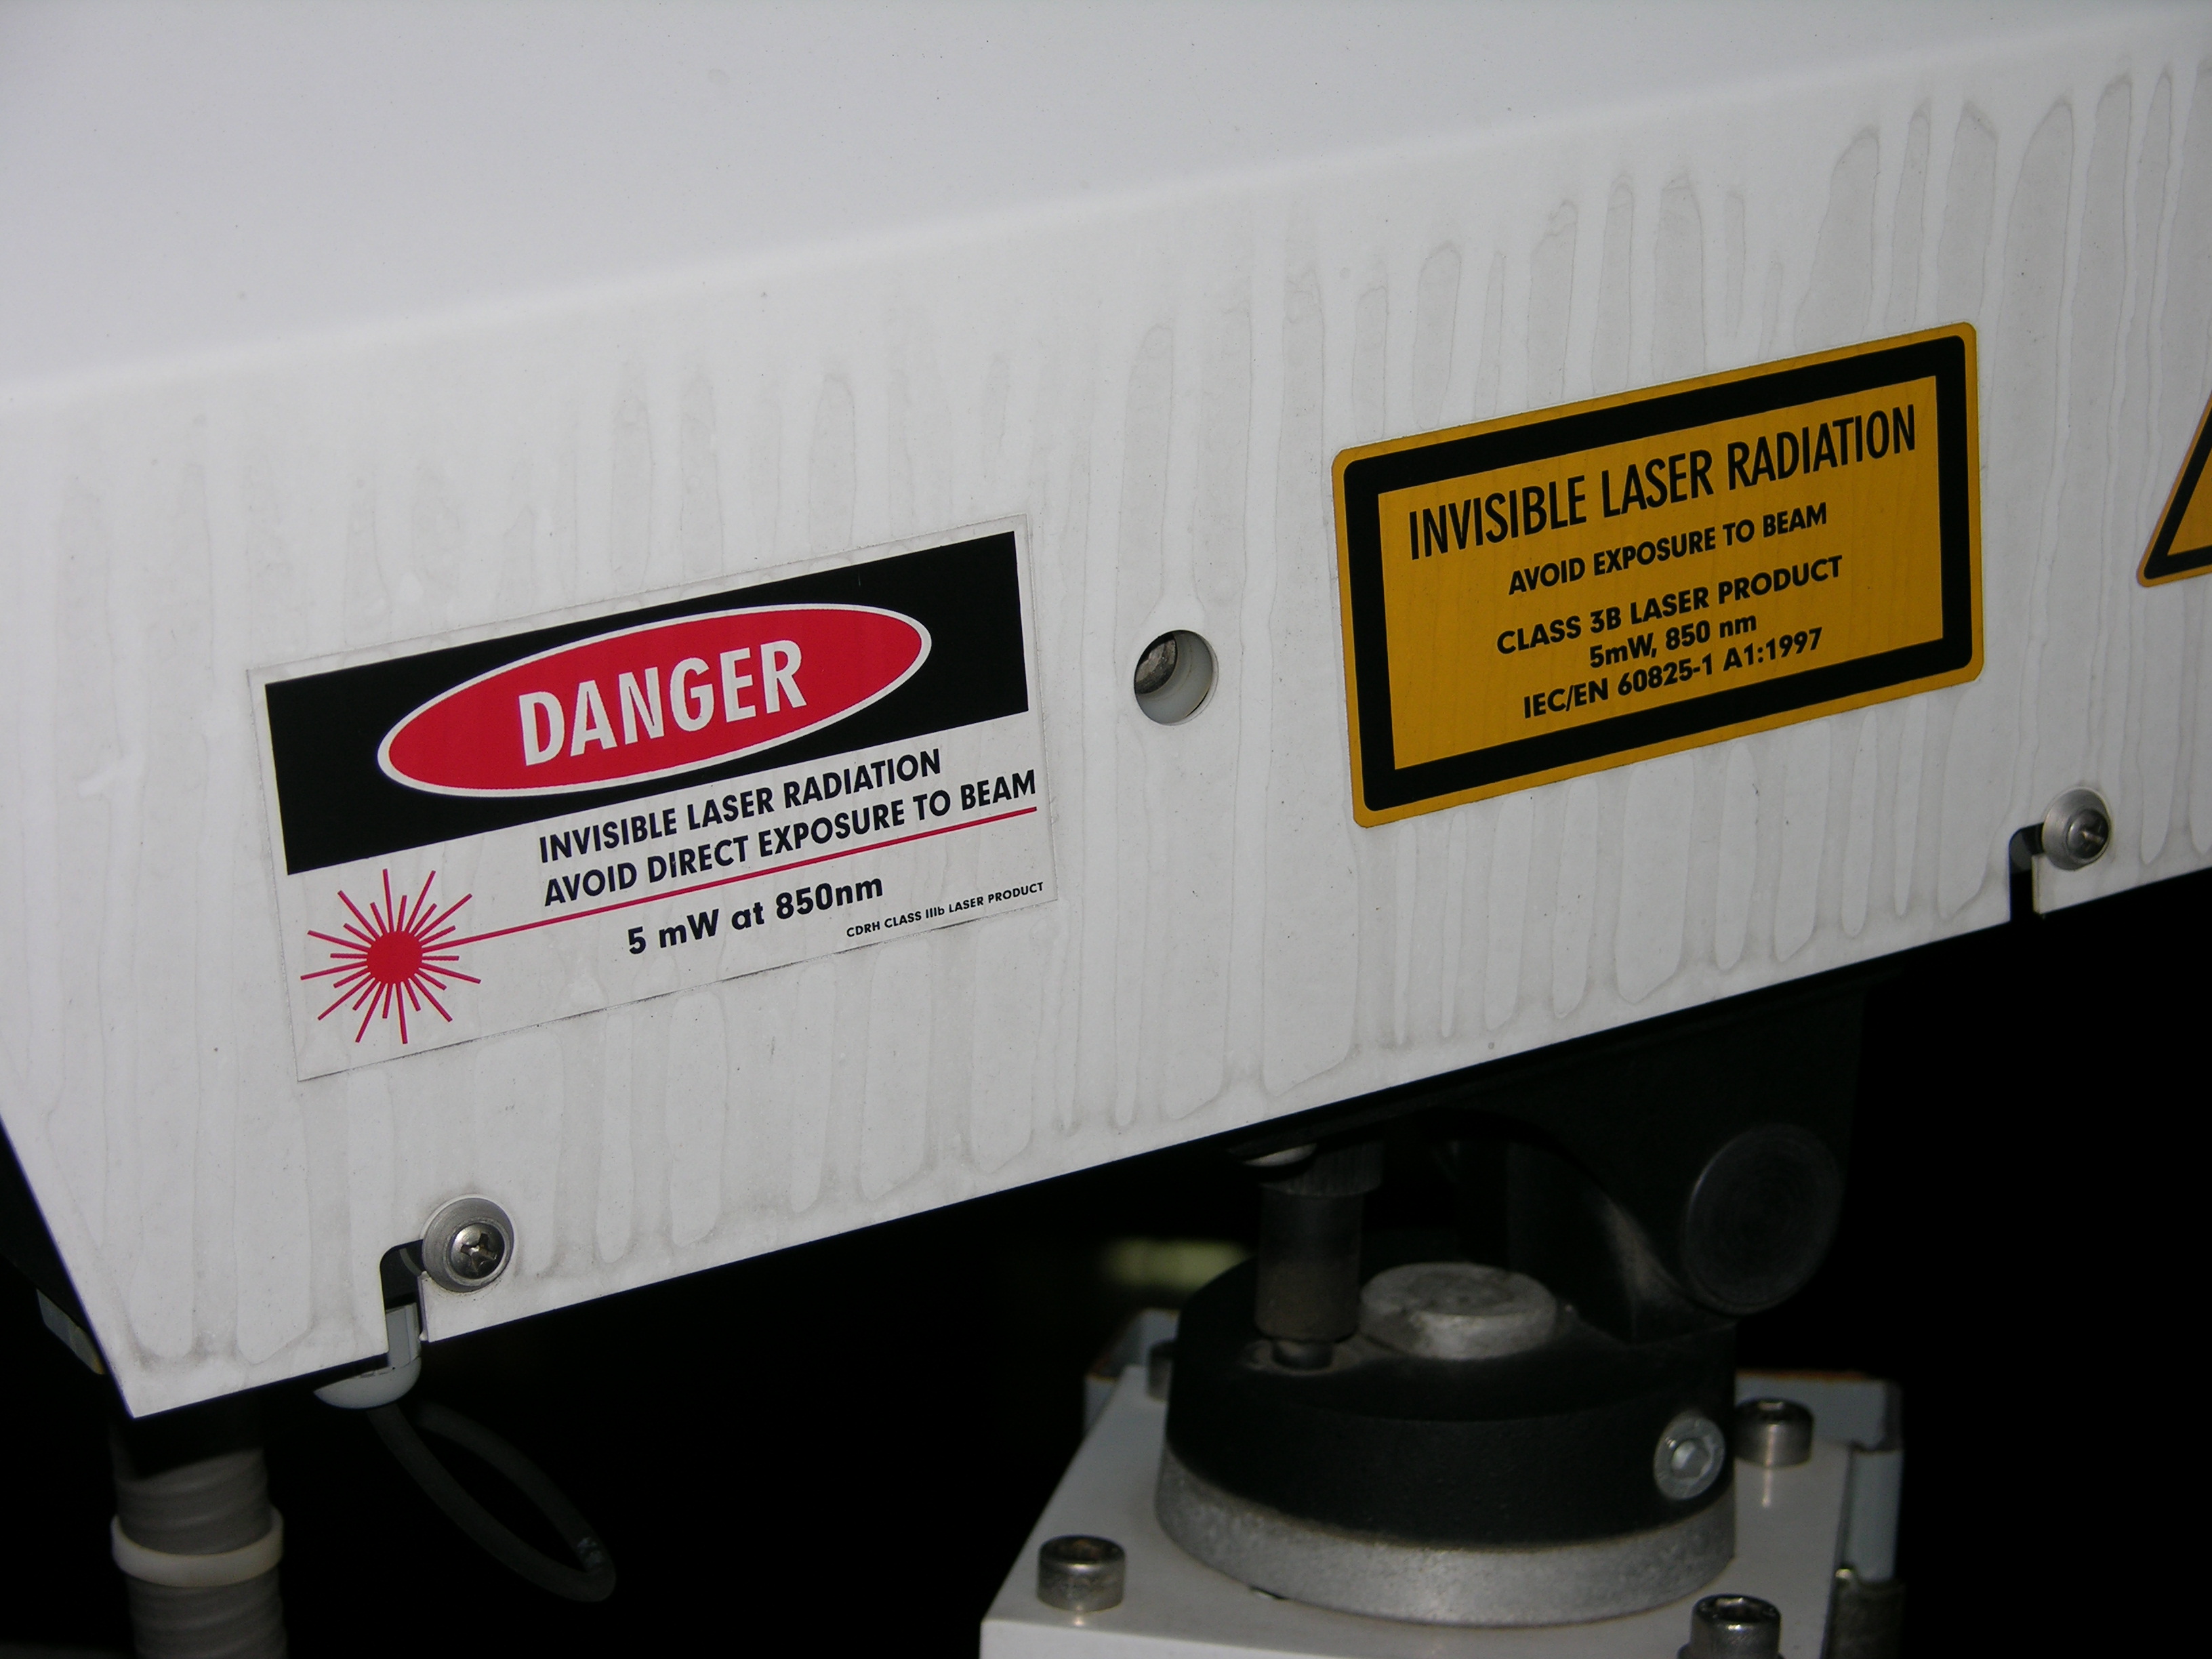 DANGER
INVISIBLE LASER RADIATION
AVOID DIRECT EXPOSURE TO BEAM
5 mW at 850nm
CDRH CLASS IIIb LASER PRODUCT
INVISIBLE LASER RADIATION
AVOID EXPOSURE TO BEAM
CLASS 3B LASER PRODUCT
5mW, 850 nm
IEC/EN 60825-1 A1:1997